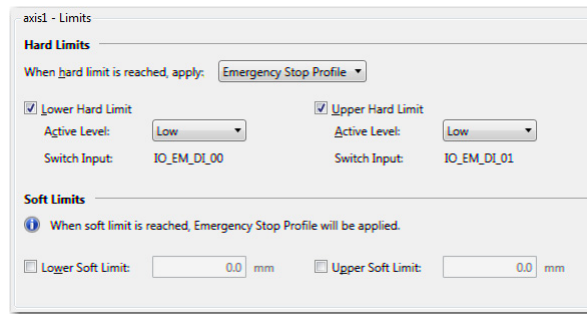 axis1 - Limits
Hard Limits
When hard limit is reached, apply: Emergency Stop Profile
Lower Hard Limit Upper Hard Limit
Active Level: Low Active Level: Low
Switch Input: IO_EM_DI_00 Switch Input: IO_EM_DI_01
Soft Limits
When soft limit is reached, Emergency Stop Profile will be applied.
Lower Soft Limit: 0.0 mm Upper Soft Limit: 0.0 mm